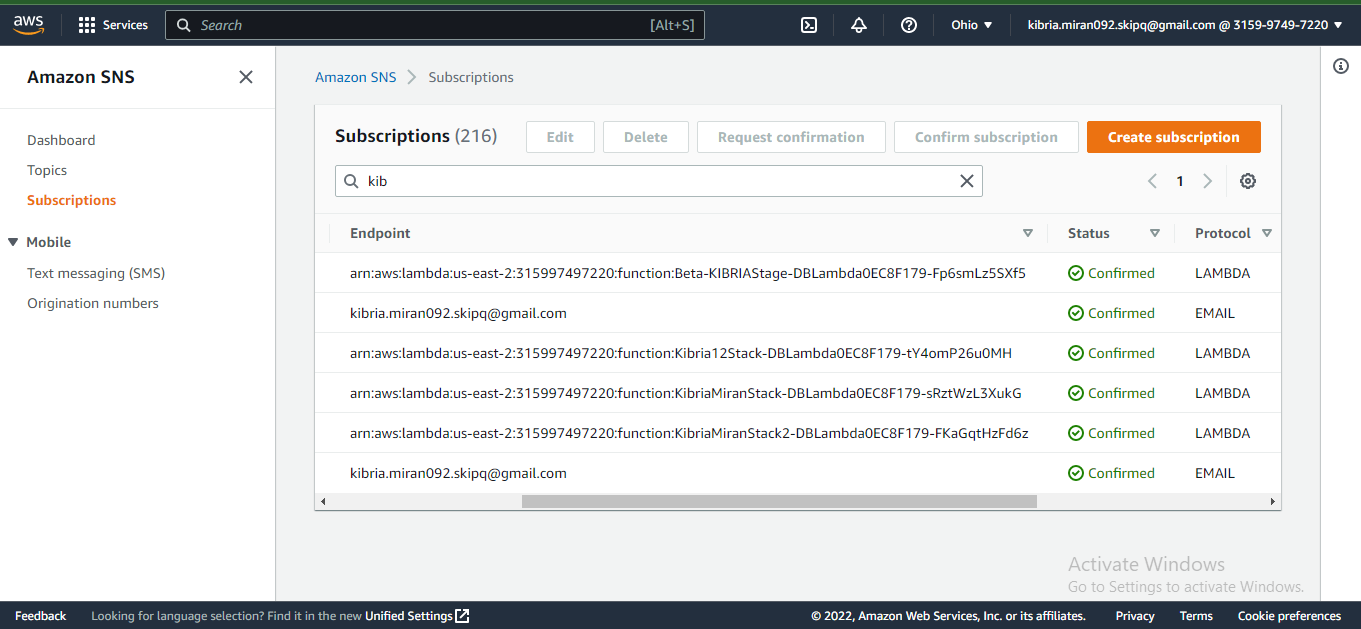 aws Services Search [Alt+S] Ohio kibria.miran092.skipq@gmail.com @ 3159-9749-7220
Amazon SNS
Dashboard
Topics
Subscriptions
Mobile
Text messaging (SMS)
Origination numbers
Amazon SNS Subscriptions
Subscriptions (216) Edit Delete Request confirmation Confirm subscription Create subscription
kib 1
Endpoint Status Protocol
arn:aws:lambda:us-east-2:315997497220:function:Beta-KIBRIAStage-DBLambda0EC8F179-Fp6smLz5SXf5 Confirmed LAMBDA
kibria.miran092.skipq@gmail.com Confirmed EMAIL
arn:aws:lambda:us-east-2:315997497220:function:Kibria12Stack-DBLambda0EC8F179-tY4omP26u0MH Confirmed LAMBDA
arn:aws:lambda:us-east-2:315997497220:function:KibriaMiranStack-DBLambda0EC8F179-sRztWzL3XukG Confirmed LAMBDA
arn:aws:lambda:us-east-2:315997497220:function:KibriaMiranStack2-DBLambda0EC8F179-FKaGqtHzFd6z Confirmed LAMBDA
kibria.miran092.skipq@gmail.com Confirmed EMAIL
Activate Windows
Go to Settings to activate Windows.
Feedback Looking for language selection? Find it in the new Unified Settings © 2022, Amazon Web Services, Inc. or its affiliates. Privacy Terms Cookie preferences